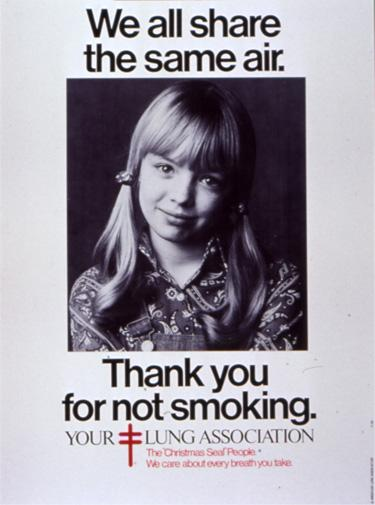 We all share
the same air.
Thank you
for not smoking.
YOUR LUNG ASSOCIATION
The "Christmas Seal" People.®
We care about every breath you take.